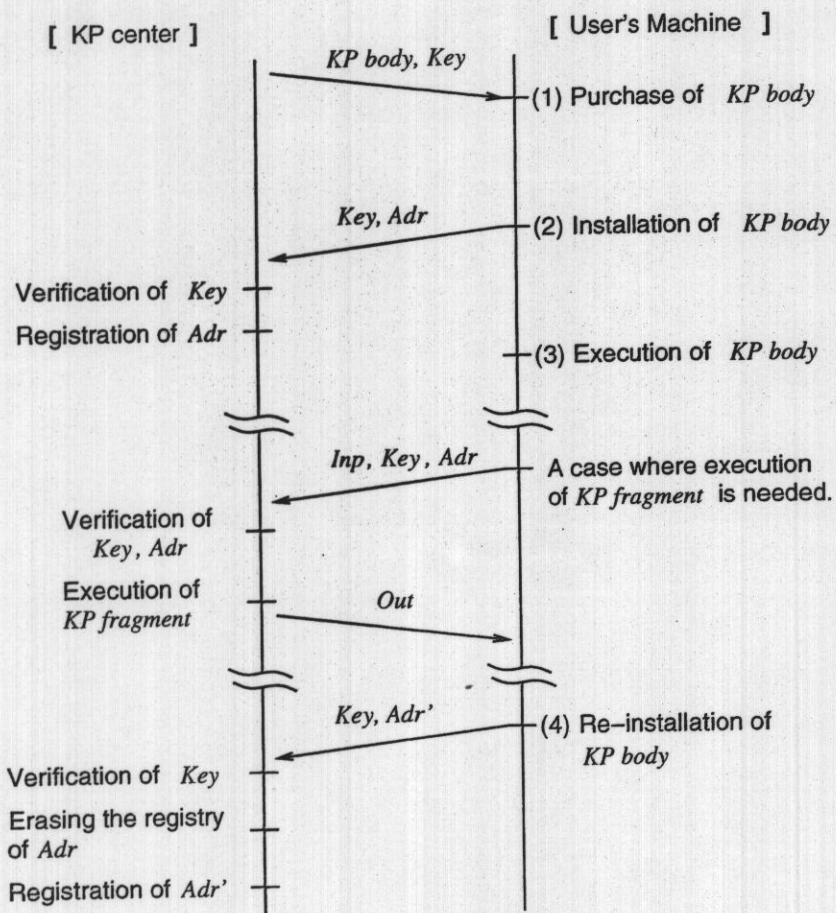 [ KP center ]
[ User's Machine ]
KP body, Key
(1) Purchase of KP body
Key, Adr
(2) Installation of KP body
Verification of Key
Registration of Adr
(3) Execution of KP body
Inp, Key, Adr
A case where execution
of KP fragment is needed.
Verification of
Key, Adr
Execution of
KP fragment
Out
Key, Adr'
(4) Re-installation of
KP body
Verification of Key
Erasing the registry
of Adr
Registration of Adr'